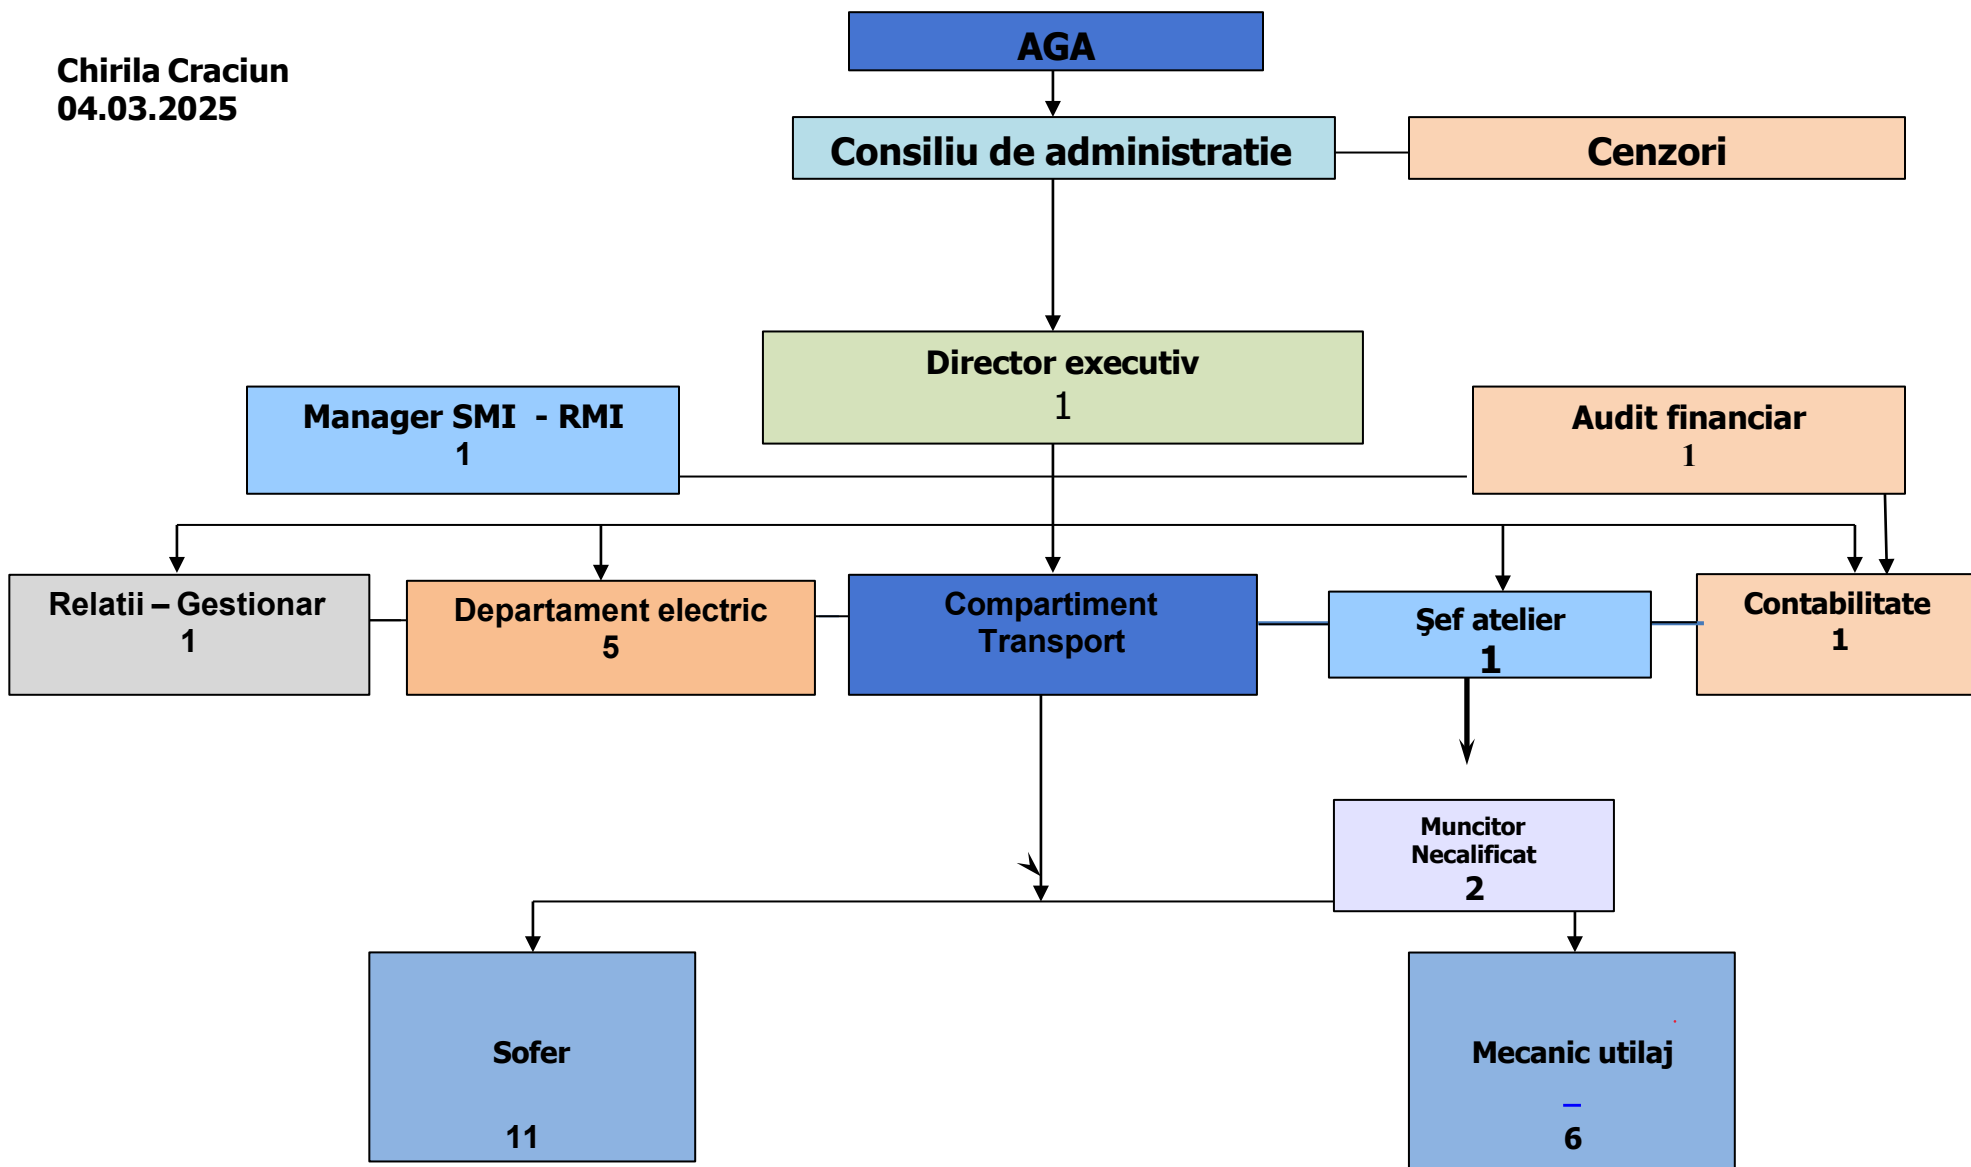 Chirila Craciun
04.03.2025
AGA
Consiliu de administratie
Cenzori
Director executiv
1
Manager SMI - RMI
1
Audit financiar
1
Relatii – Gestionar
1
Departament electric
5
Compartiment
Transport
Şef atelier
1
Contabilitate
1
Muncitor
Necalificat
2
Sofer
11
Mecanic utilaj
6